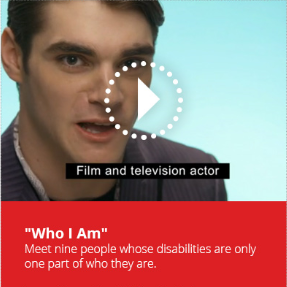 Film and television actor
"Who I Am"
Meet nine people whose disabilities are only
one part of who they are.